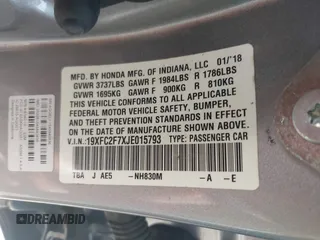 MFD. BY HONDA MFG. OF INDIANA, LLC 01/'18
GVWR 3737LBS GAWR F 1984LBS R 1786LBS
GVWR 1695KG GAWR F 900KG R 810KG
THIS VEHICLE CONFORMS TO ALL APPLICABLE
FEDERAL MOTOR VEHICLE SAFETY, BUMPER,
AND THEFT PREVENTION STANDARDS IN EFFECT ON
THE DATE OF MANUFACTURE SHOWN ABOVE.
V.I.N.: 19XFC2F7XJE015793 TYPE: PASSENGER CAR
TBA J AE5 -NH830M -A -E
DREAMBID